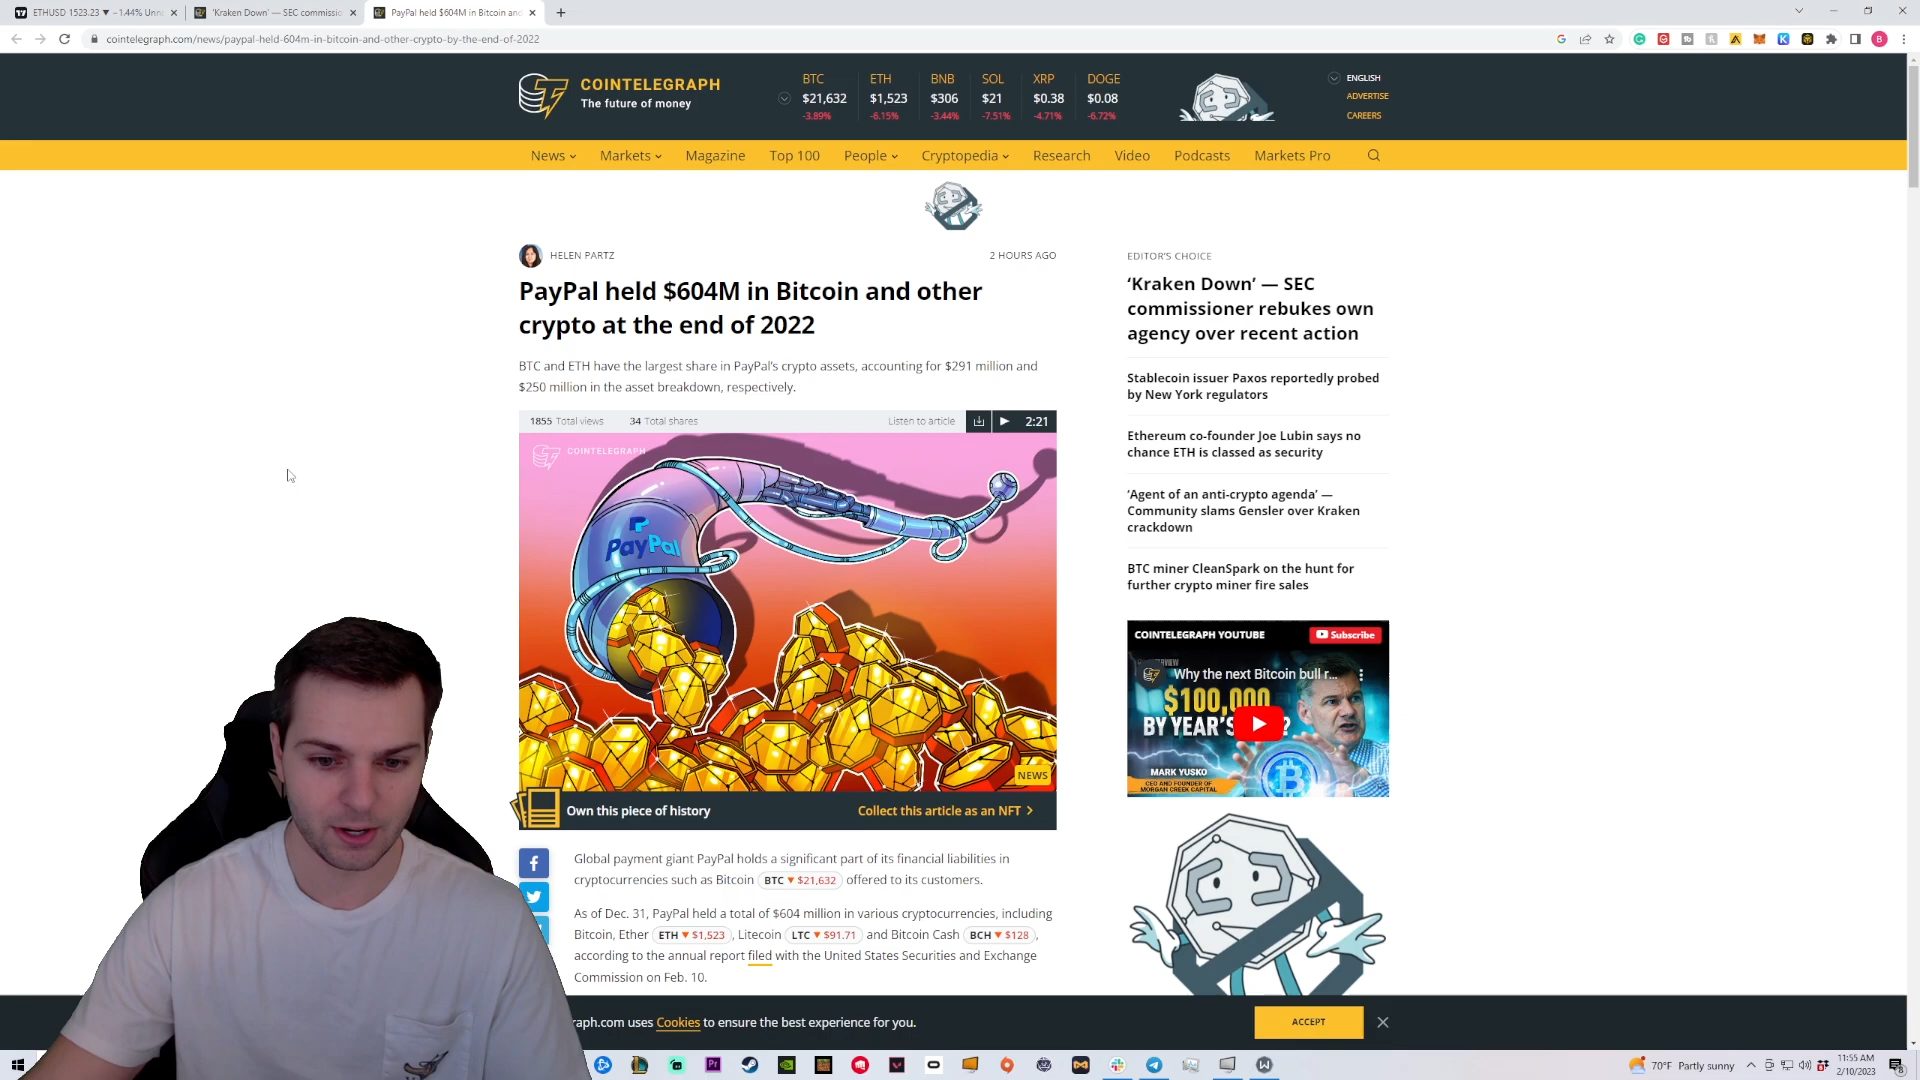 ETHUSD 1523.23 ▼ −1.44% Unn
'Kraken Down' — SEC commissio
PayPal held $604M in Bitcoin and
cointelegraph.com/news/paypal-held-604m-in-bitcoin-and-other-crypto-by-the-end-of-2022
COINTELEGRAPH
The future of money
BTC ETH BNB SOL XRP DOGE
$21,632 $1,523 $306 $21 $0.38 $0.08
-3.89% -6.15% -3.44% -7.51% -4.71% -6.72%
ENGLISH
ADVERTISE
CAREERS
News Markets Magazine Top 100 People Cryptopedia Research Video Podcasts Markets Pro
HELEN PARTZ
2 HOURS AGO
PayPal held $604M in Bitcoin and other
crypto at the end of 2022
BTC and ETH have the largest share in PayPal's crypto assets, accounting for $291 million and
$250 million in the asset breakdown, respectively.
1855 Total views 34 Total shares Listen to article 2:21
COINTELEGRAPH
PayPal
NEWS
Own this piece of history Collect this article as an NFT >
Global payment giant PayPal holds a significant part of its financial liabilities in
cryptocurrencies such as Bitcoin BTC ▼ $21,632 offered to its customers.
As of Dec. 31, PayPal held a total of $604 million in various cryptocurrencies, including
Bitcoin, Ether ETH ▼ $1,523 , Litecoin LTC ▼ $91.71 and Bitcoin Cash BCH ▼ $128 ,
according to the annual report filed with the United States Securities and Exchange
Commission on Feb. 10.
EDITOR'S CHOICE
‘Kraken Down’ — SEC
commissioner rebukes own
agency over recent action
Stablecoin issuer Paxos reportedly probed
by New York regulators
Ethereum co-founder Joe Lubin says no
chance ETH is classed as security
‘Agent of an anti-crypto agenda’ —
Community slams Gensler over Kraken
crackdown
BTC miner CleanSpark on the hunt for
further crypto miner fire sales
COINTELEGRAPH YOUTUBE
Subscribe
Why the next Bitcoin bull r...
$100,000
BY YEAR'S ?
MARK YUSKO
CEO AND FOUNDER OF
MORGAN CREEK CAPITAL
raph.com uses Cookies to ensure the best experience for you.
ACCEPT
70°F Partly sunny
11:55 AM
2/10/2023